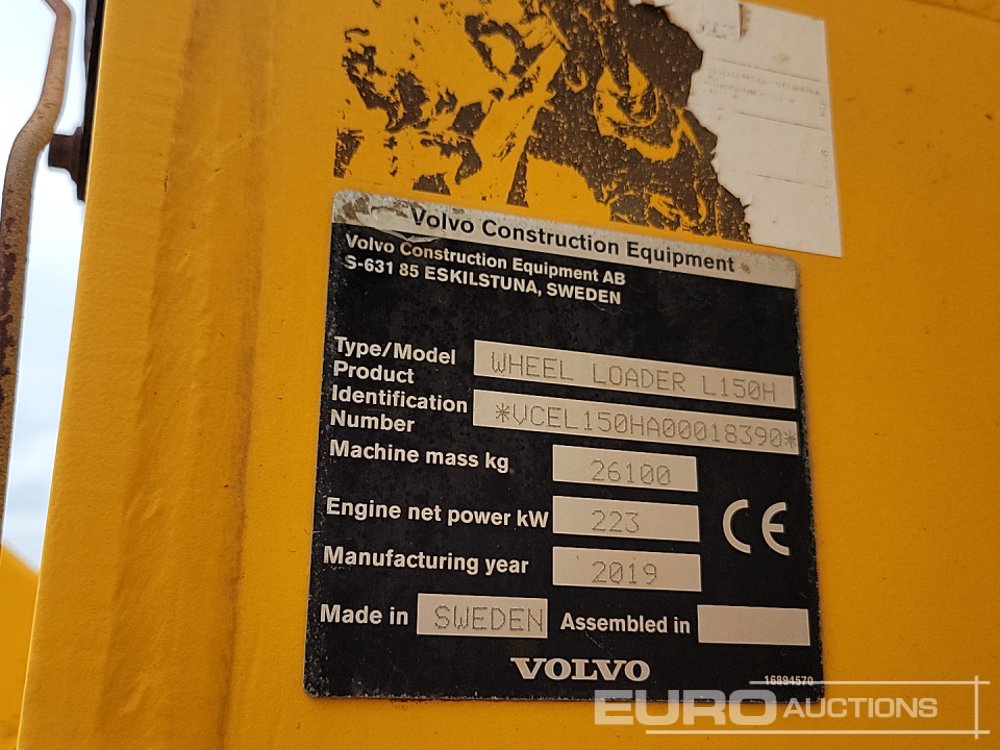 Volvo Construction Equipment
Volvo Construction Equipment AB
S-631 85 ESKILSTUNA, SWEDEN
Type/Model WHEEL LOADER L150H
Product
Identification
Number *VCEL150HA00018390*
Machine mass kg 26100
Engine net power kW 223
CE
Manufacturing year 2019
Made in SWEDEN Assembled in
VOLVO
16894570
EURO AUCTIONS